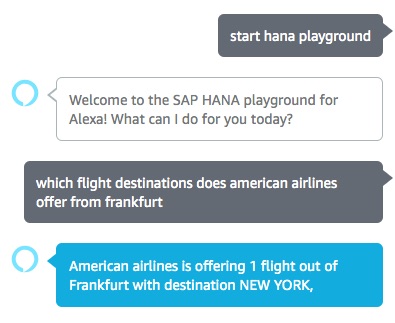 start hana playground
Welcome to the SAP HANA playground for
Alexa! What can I do for you today?
which flight destinations does american airlines
offer from frankfurt
American airlines is offering 1 flight out of
Frankfurt with destination NEW YORK,